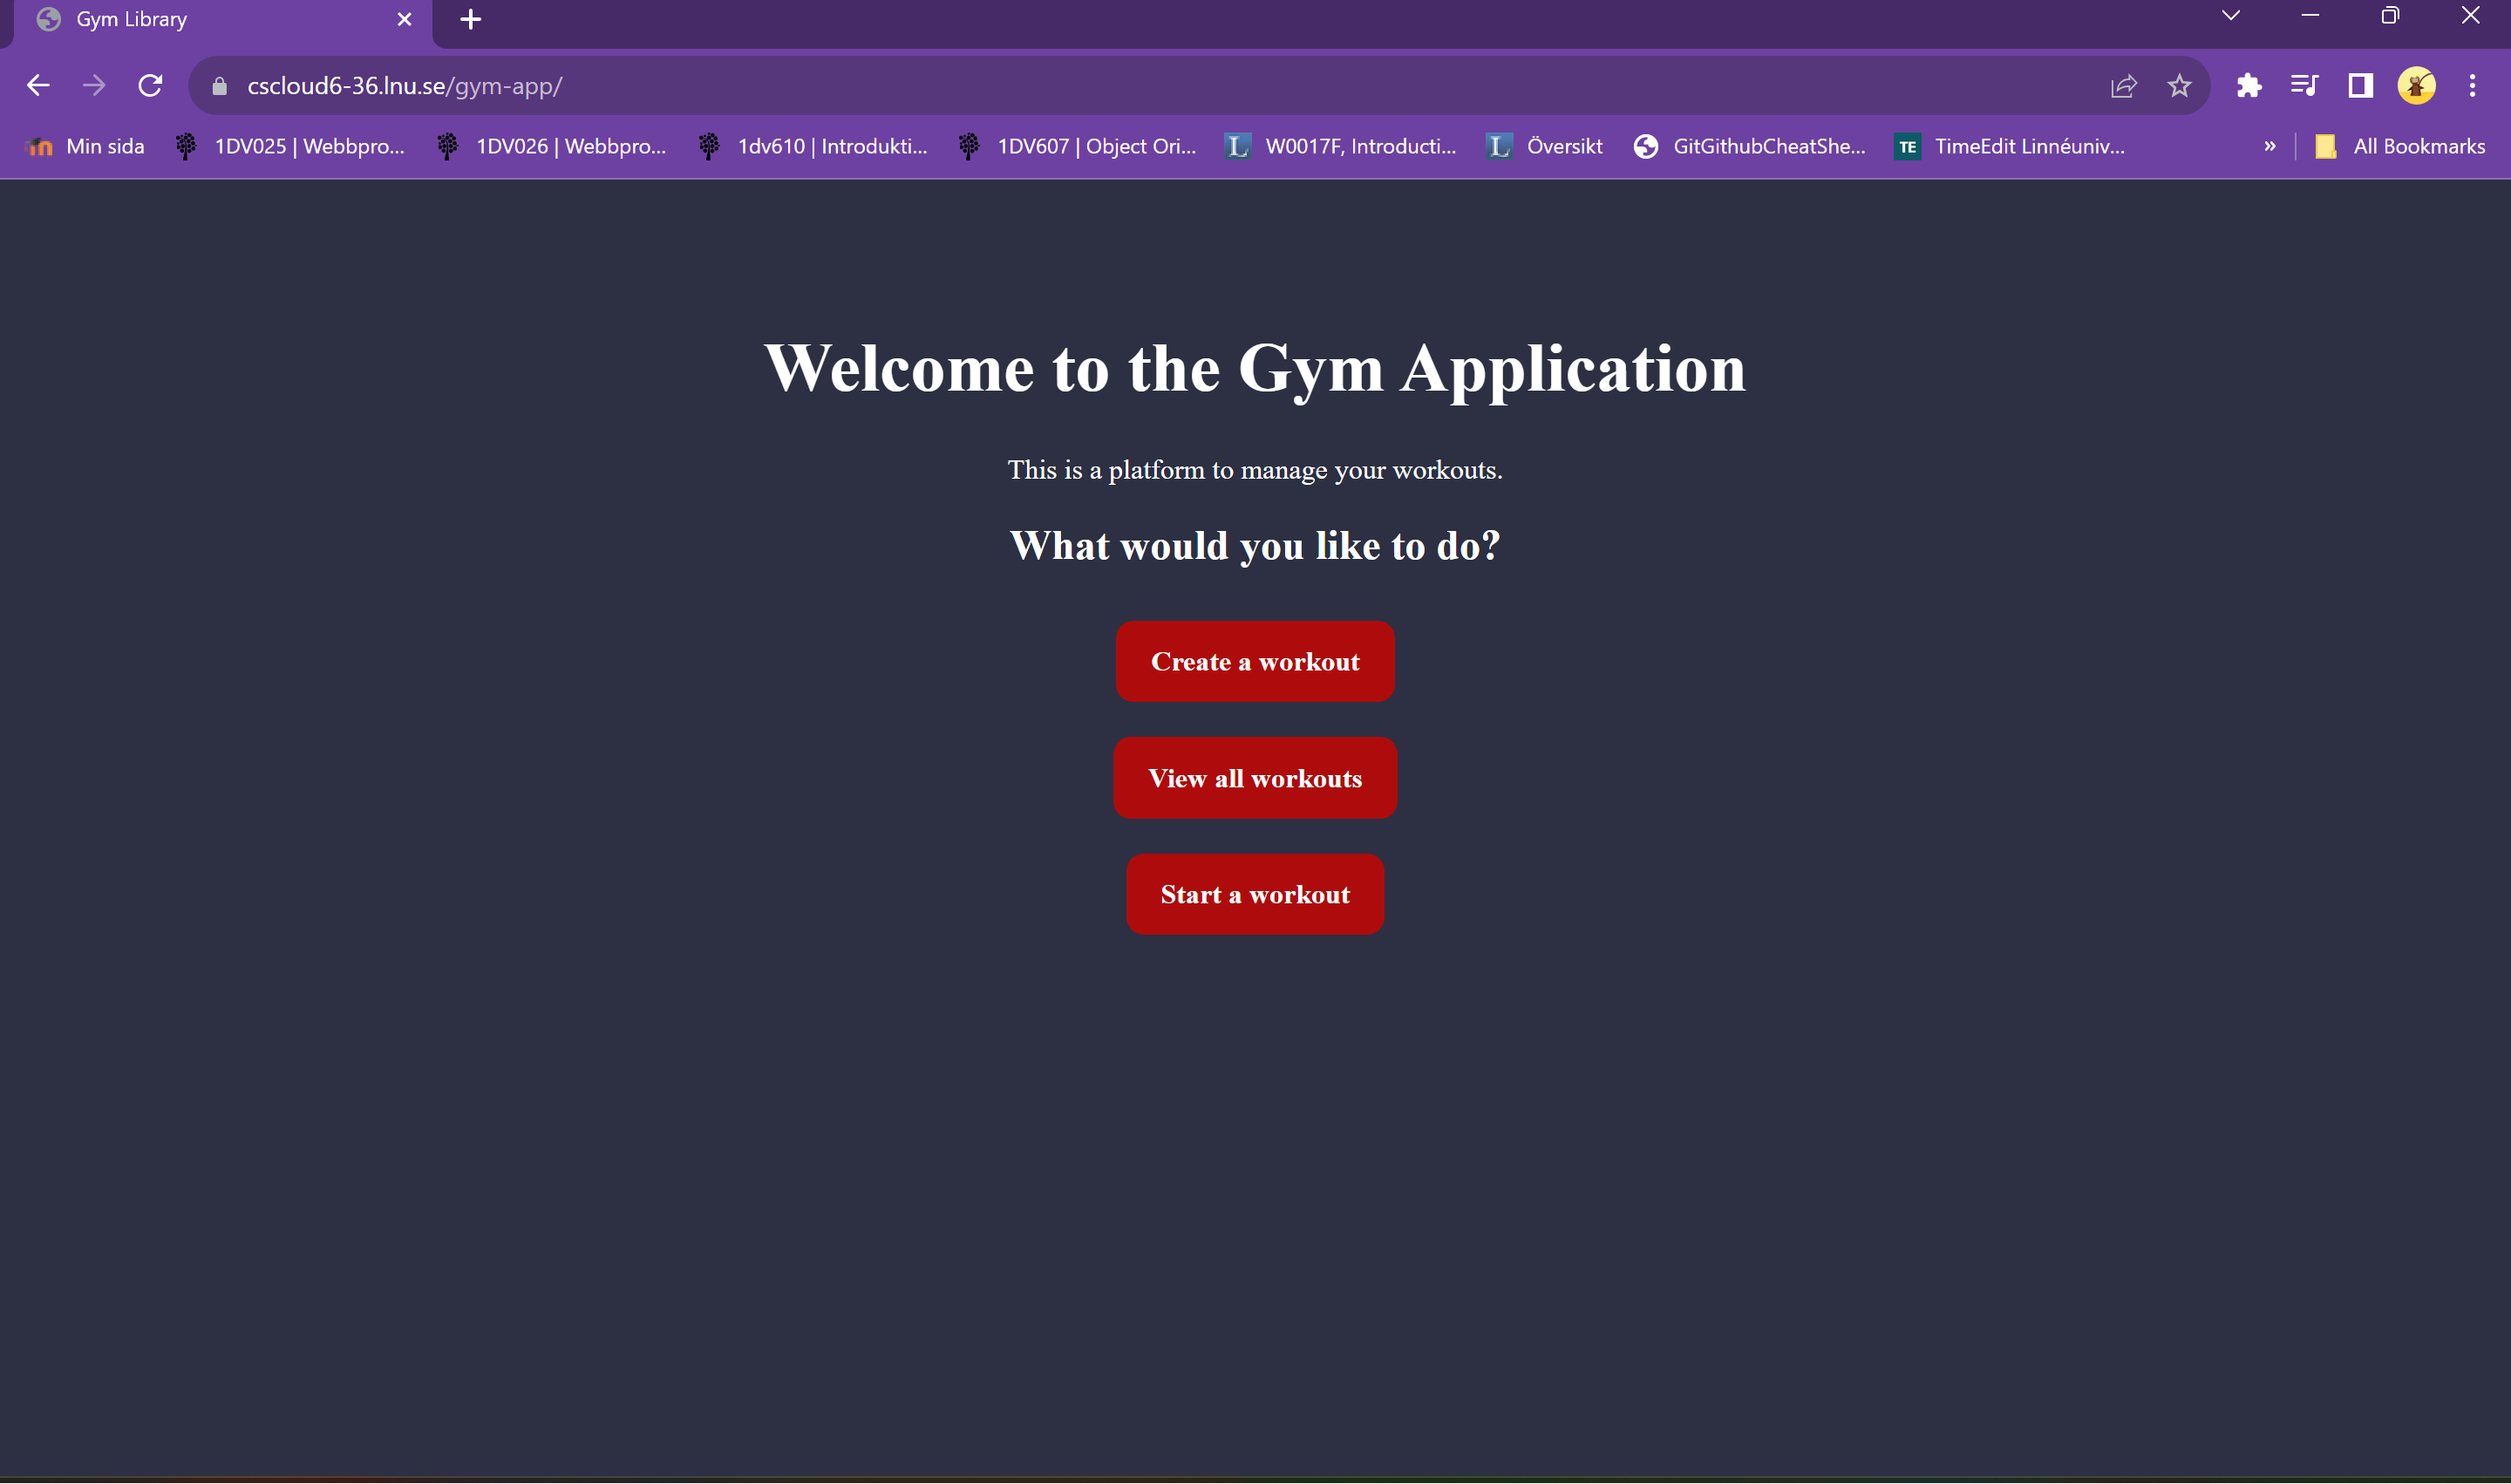 Gym Library
cscloud6-36.lnu.se/gym-app/
Min sida 1DV025 | Webbpro... 1DV026 | Webbpro... 1dv610 | Introdukti... 1DV607 | Object Ori... L W0017F, Introducti... L Översikt GitGithubCheatShe... TE TimeEdit Linnéuniv... » All Bookmarks
Welcome to the Gym Application
This is a platform to manage your workouts.
What would you like to do?
Create a workout
View all workouts
Start a workout